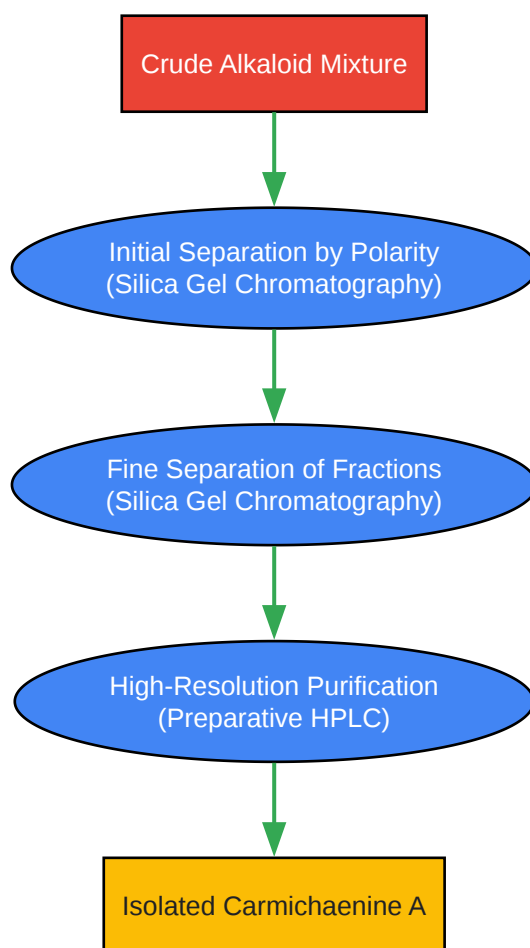 Crude Alkaloid Mixture
Initial Separation by Polarity
(Silica Gel Chromatography)
Fine Separation of Fractions
(Silica Gel Chromatography)
High-Resolution Purification
(Preparative HPLC)
Isolated Carmichaenine A